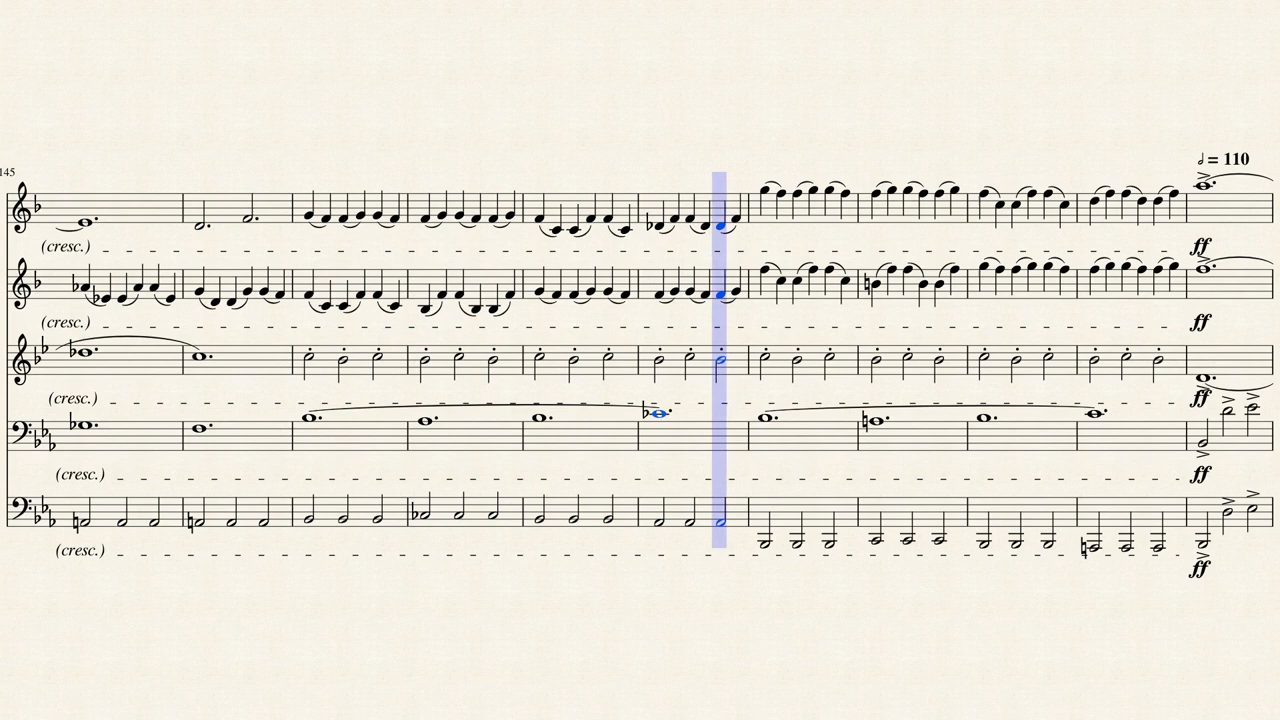 𝅗𝅥 = 110
145
(cresc.)
ff
(cresc.)
ff
(cresc.)
ff
(cresc.)
ff
(cresc.)
ff